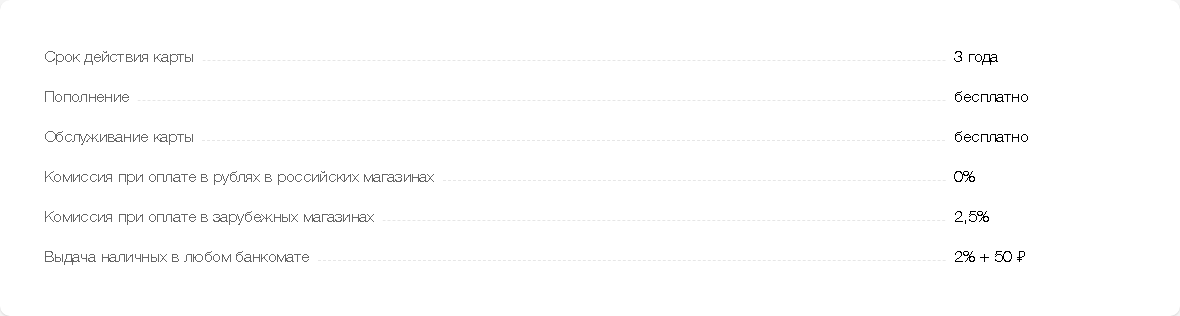 Срок действия карты 3 года
Пополнение бесплатно
Обслуживание карты бесплатно
Комиссия при оплате в рублях в российских магазинах 0%
Комиссия при оплате в зарубежных магазинах 2,5%
Выдача наличных в любом банкомате 2% + 50 ₽